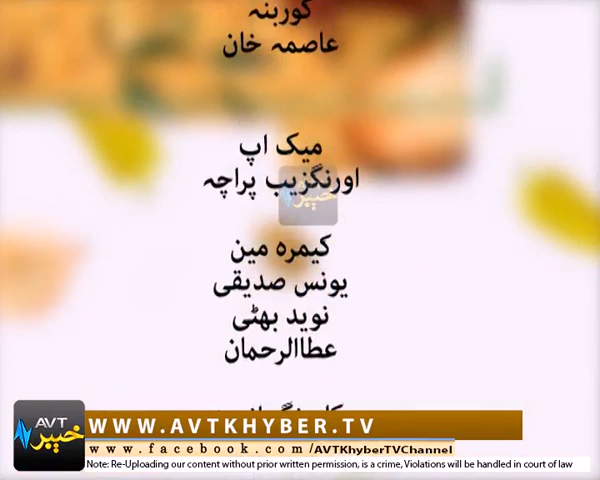 کوربنہ
عاصمہ خان
میک اپ
اورنگزیب پراچہ
کیمرہ مین
یونس صدیقی
نوید بھٹی
عطاالرحمان
خیبر
AVT
خیبر
WWW.AVTKHYBER.TV
www.facebook.com/AVTKhyberTVChannel
Note: Re-Uploading our content without prior written permission, is a crime, Violations will be handled in court of law